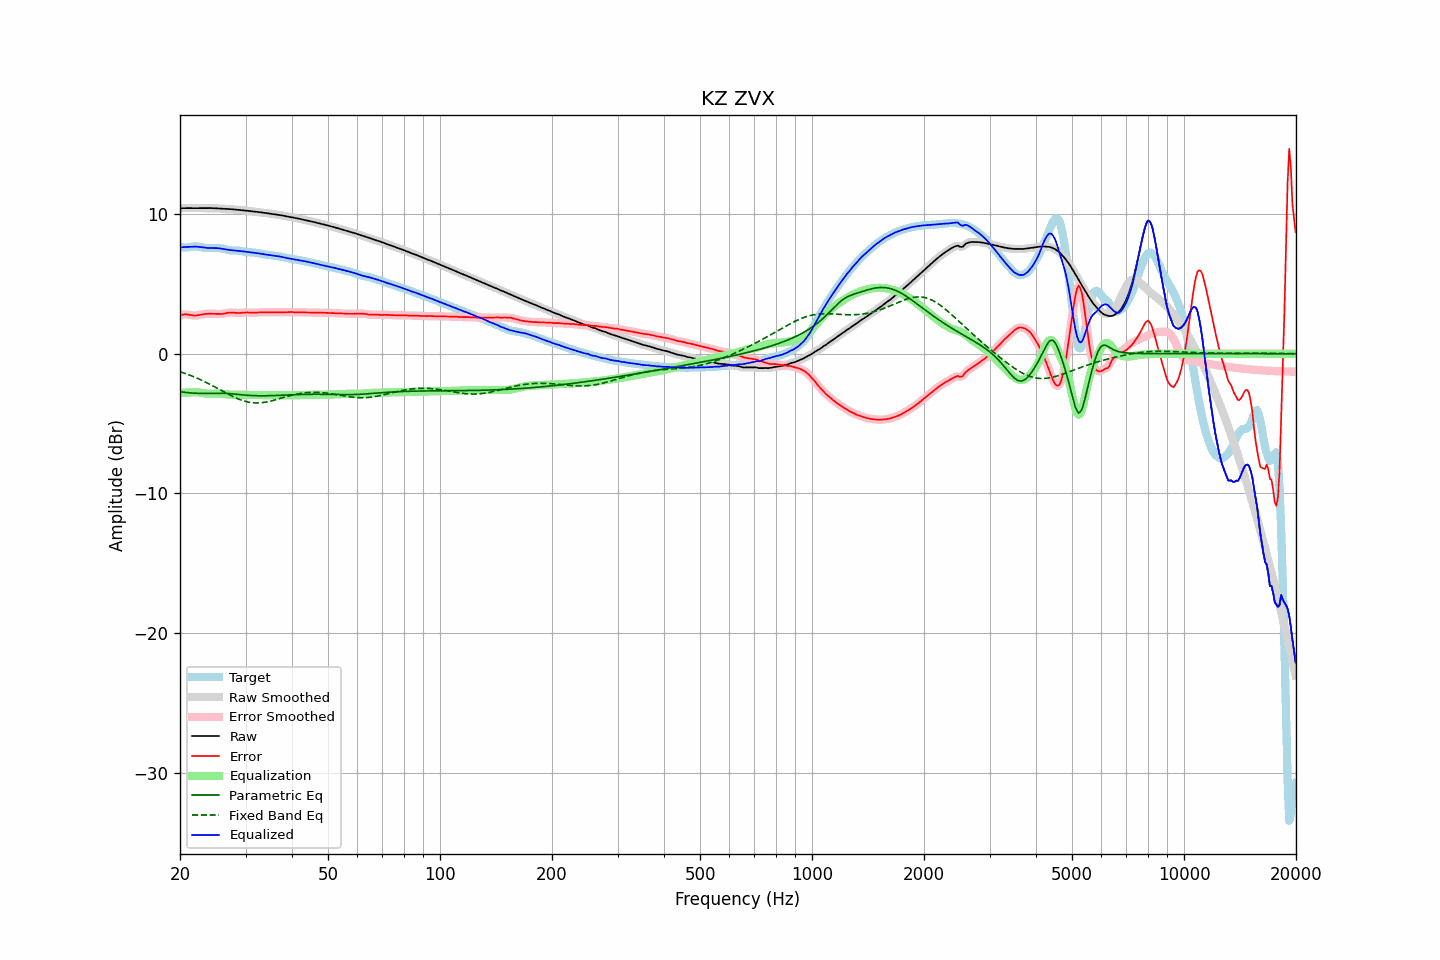 KZ ZVX
Amplitude (dBr)
10
0
−10
−20
−30
Target
Raw Smoothed
Error Smoothed
Raw
Error
Equalization
Parametric Eq
Fixed Band Eq
Equalized
20 50 100 200 500 1000 2000 5000 10000 20000
Frequency (Hz)